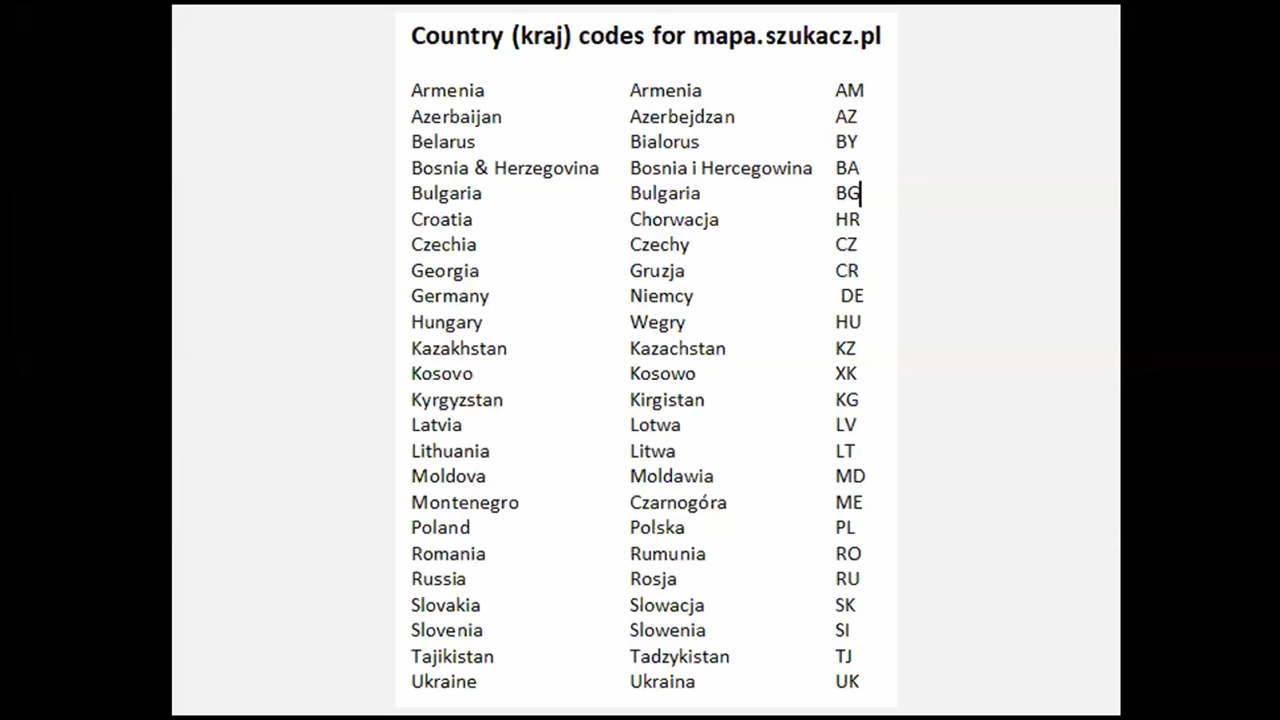 Country (kraj) codes for mapa.szukacz.pl
Armenia Armenia AM
Azerbaijan Azerbejdzan AZ
Belarus Bialorus BY
Bosnia & Herzegovina Bosnia i Hercegowina BA
Bulgaria Bulgaria BG
Croatia Chorwacja HR
Czechia Czechy CZ
Georgia Gruzja CR
Germany Niemcy DE
Hungary Wegry HU
Kazakhstan Kazachstan KZ
Kosovo Kosowo XK
Kyrgyzstan Kirgistan KG
Latvia Lotwa LV
Lithuania Litwa LT
Moldova Moldawia MD
Montenegro Czarnogóra ME
Poland Polska PL
Romania Rumunia RO
Russia Rosja RU
Slovakia Slowacja SK
Slovenia Slowenia SI
Tajikistan Tadzykistan TJ
Ukraine Ukraina UK